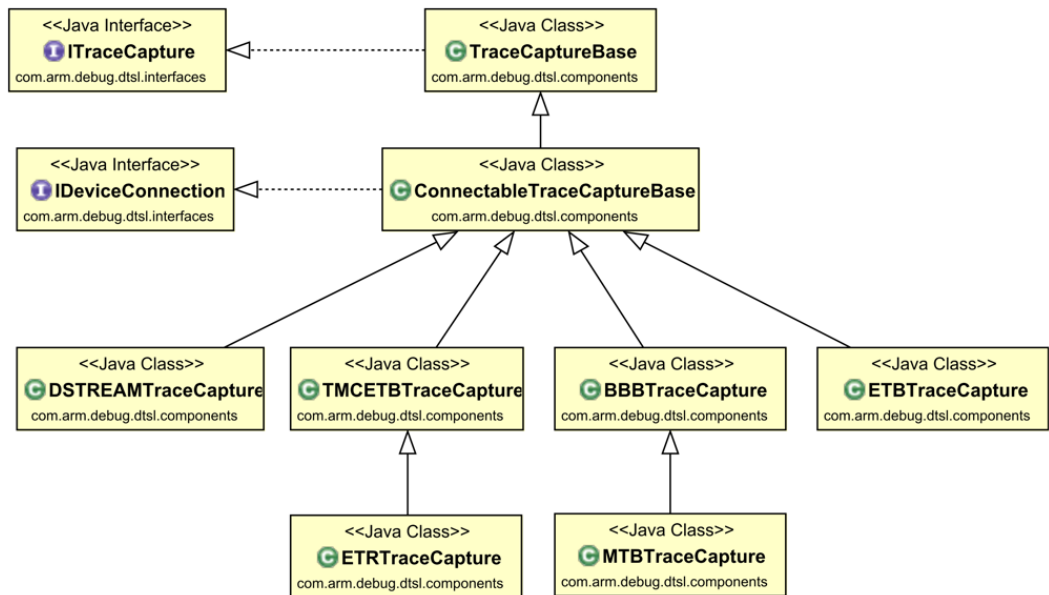 <<Java Interface>>
I ITraceCapture
com.arm.debug.dtsl.interfaces
<<Java Class>>
C TraceCaptureBase
com.arm.debug.dtsl.components
<<Java Interface>>
I IDeviceConnection
com.arm.debug.dtsl.interfaces
<<Java Class>>
C ConnectableTraceCaptureBase
com.arm.debug.dtsl.components
<<Java Class>>
C DSTREAMTraceCapture
com.arm.debug.dtsl.components
<<Java Class>>
C TMCETBTraceCapture
com.arm.debug.dtsl.components
<<Java Class>>
C BBBTraceCapture
com.arm.debug.dtsl.components
<<Java Class>>
C ETBTraceCapture
com.arm.debug.dtsl.components
<<Java Class>>
C ETRTraceCapture
com.arm.debug.dtsl.components
<<Java Class>>
C MTBTraceCapture
com.arm.debug.dtsl.components